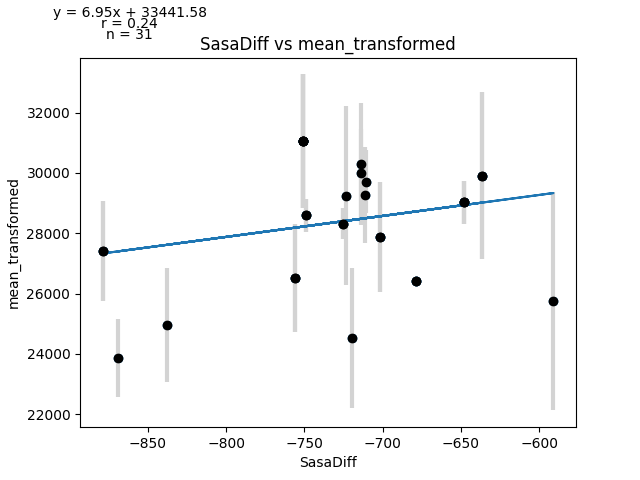 y = 6.95x + 33441.58
r = 0.24
n = 31
SasaDiff vs mean_transformed
32000
30000
28000
26000
24000
22000
mean_transformed
−850
−800
−750
−700
−650
−600
SasaDiff